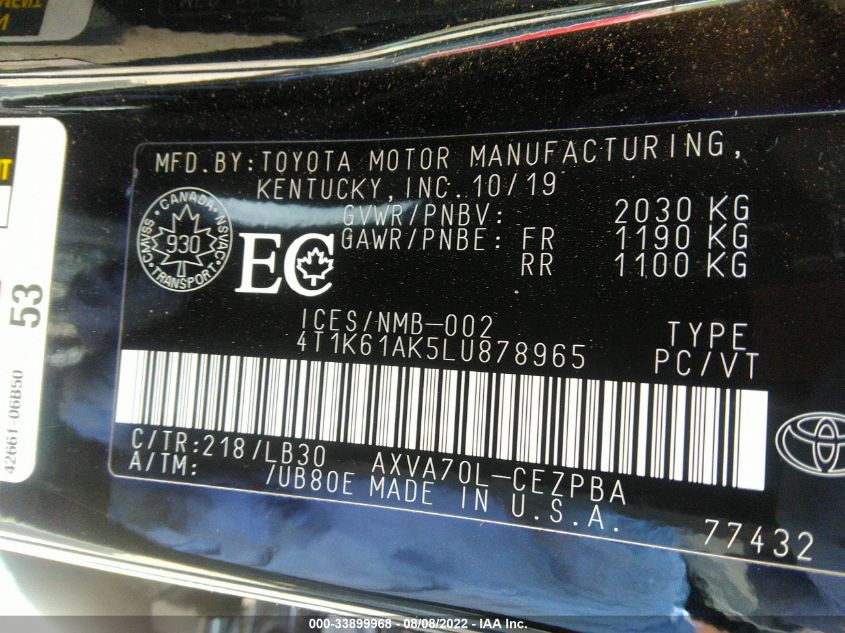 MFD.BY:TOYOTA MOTOR MANUFACTURING,
KENTUCKY,INC.10/19
GVWR/PNBV: 2030 KG
GAWR/PNBE: FR 1190 KG
RR 1100 KG
CANADA
CMVSS 930 NSVAC
TRANSPORT
EC
ICES/NMB-002
4T1K61AK5LU878965
TYPE
PC/VT
C/TR:218/LB30 AXVA70L-CEZPBA
A/TM: /UB80E MADE IN U.S.A.
77432
53
42661-06B50
000-33899968 - 08/08/2022 - IAA Inc.